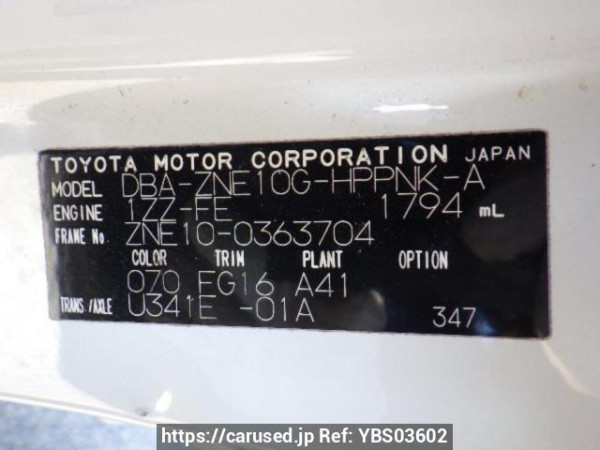 TOYOTA MOTOR CORPORATION JAPAN
MODEL DBA-ZNE10G-HPPNK-A
ENGINE 1ZZ-FE 1794 mL
FRAME No ZNE10-0363704
COLOR TRIM PLANT OPTION
070 FG16 A41
TRANS./AXLE U341E -01A 347
https://carused.jp Ref: YBS03602